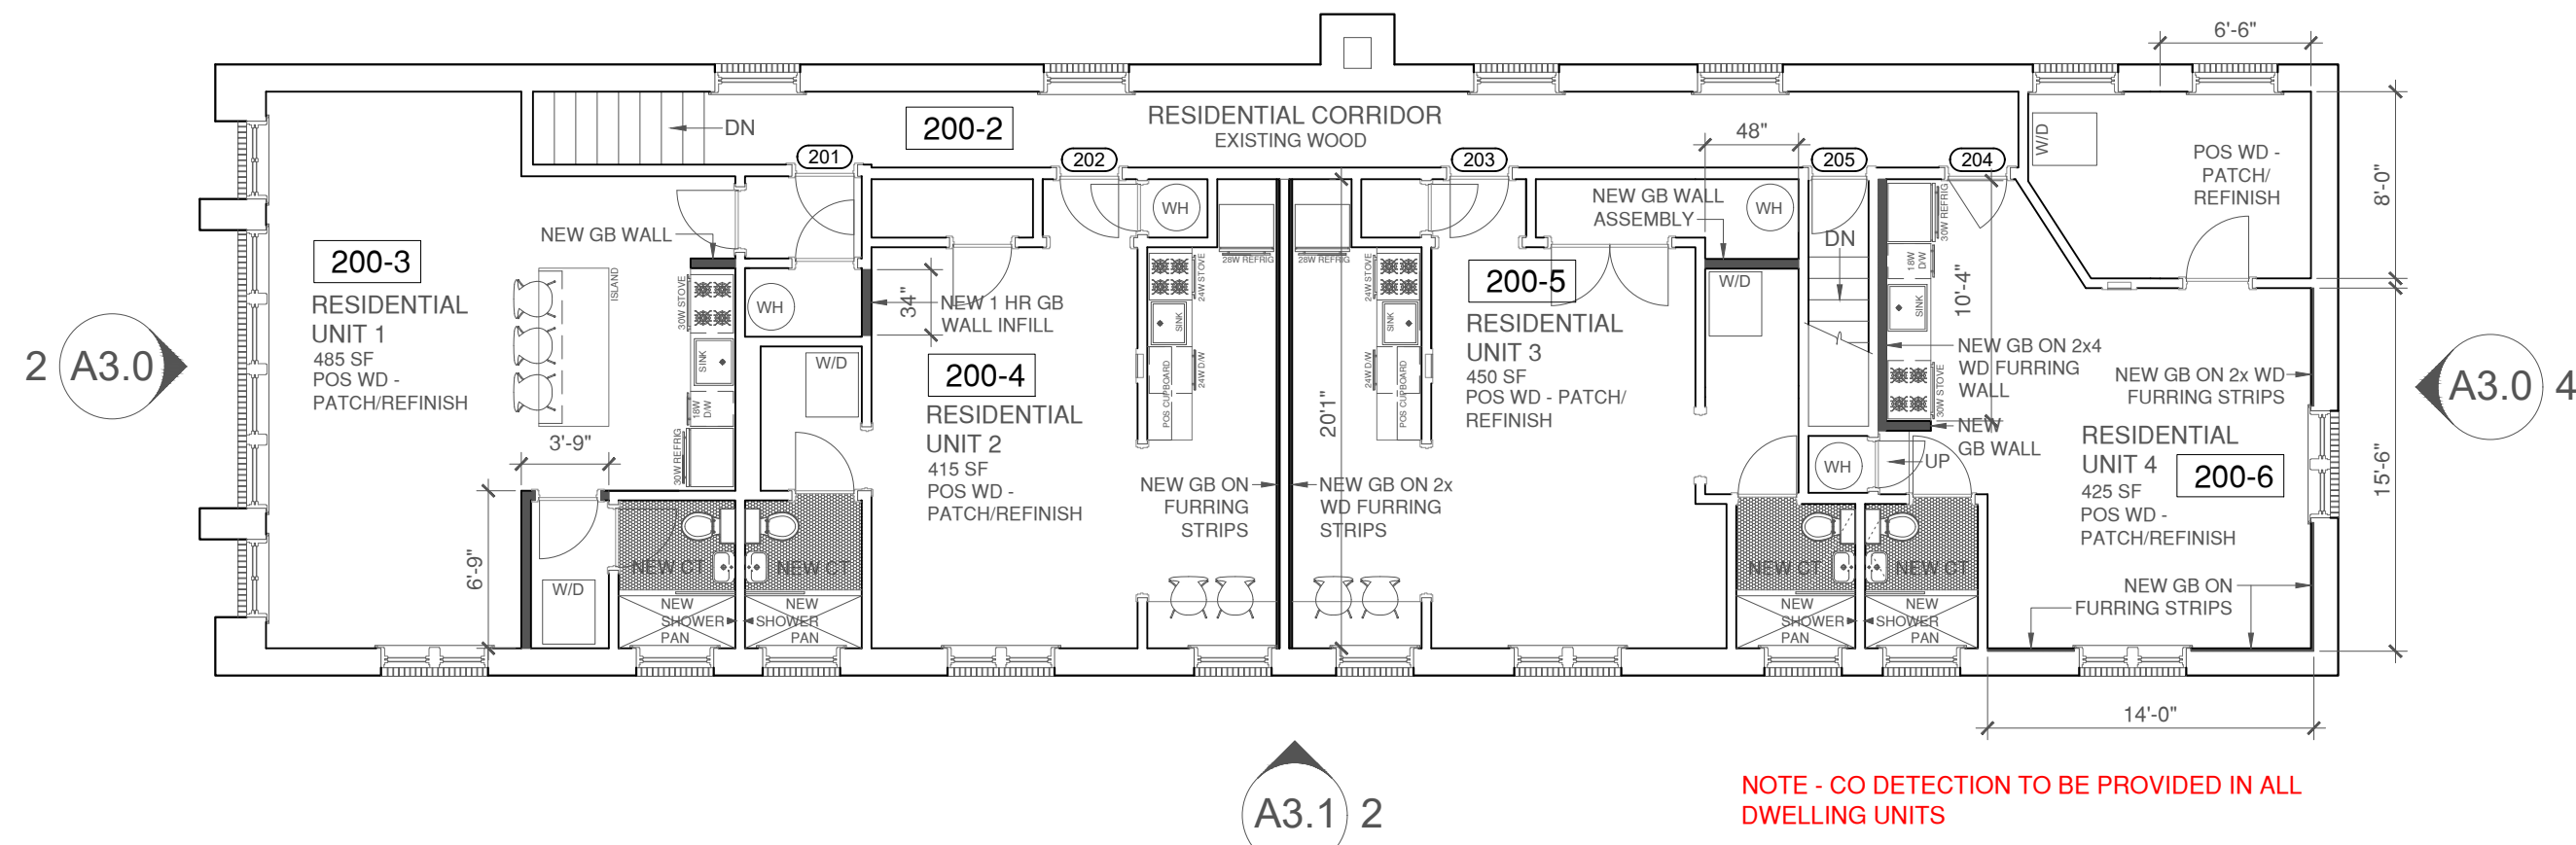 6'-6"
RESIDENTIAL CORRIDOR
EXISTING WOOD
200-2
DN
201
202
203
205
204
48"
W/D
POS WD -
PATCH/
REFINISH
8'-0"
NEW GB WALL
200-3
RESIDENTIAL
UNIT 1
485 SF
POS WD -
PATCH/REFINISH
ISLAND
30W STOVE
SINK
18W
D/W
30W REFRIG
3'-9"
6'-9"
W/D
WH
34"
NEW 1 HR GB
WALL INFILL
W/D
200-4
RESIDENTIAL
UNIT 2
415 SF
POS WD -
PATCH/REFINISH
WH
28W REFRIG
24W STOVE
SINK
24W D/W
POS CUPBOARD
NEW GB ON
FURRING
STRIPS
28W REFRIG
24W STOVE
SINK
24W D/W
POS CUPBOARD
20'1"
NEW GB ON 2x
WD FURRING
STRIPS
NEW GB WALL
ASSEMBLY
WH
200-5
RESIDENTIAL
UNIT 3
450 SF
POS WD - PATCH/
REFINISH
W/D
DN
30W REFRIG
18W
D/W
SINK
30W STOVE
10'-4"
NEW GB ON 2x4
WD FURRING
WALL
NEW
GB WALL
WH
UP
NEW GB ON 2x WD
FURRING STRIPS
RESIDENTIAL
UNIT 4
200-6
425 SF
POS WD -
PATCH/REFINISH
15'-6"
NEW GB ON
FURRING STRIPS
14'-0"
NEW CT
NEW CT
NEW CT
NEW CT
NEW
SHOWER
PAN
NEW
SHOWER
PAN
NEW
SHOWER
PAN
NEW
SHOWER
PAN
2 A3.0
A3.0 4
A3.1 2
NOTE - CO DETECTION TO BE PROVIDED IN ALL
DWELLING UNITS